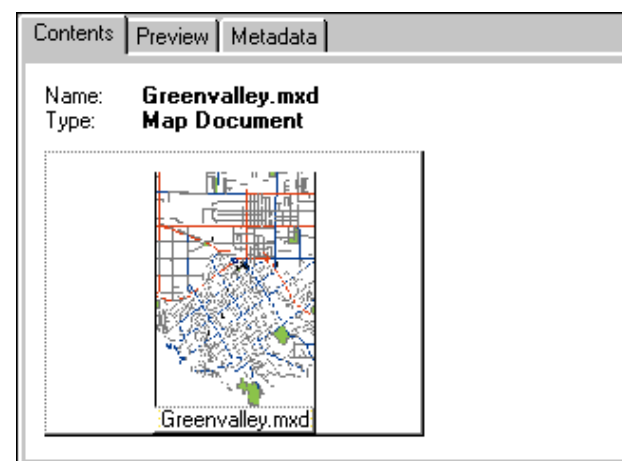 Contents Preview Metadata
Name: Greenvalley.mxd
Type: Map Document
Greenvalley.mxd